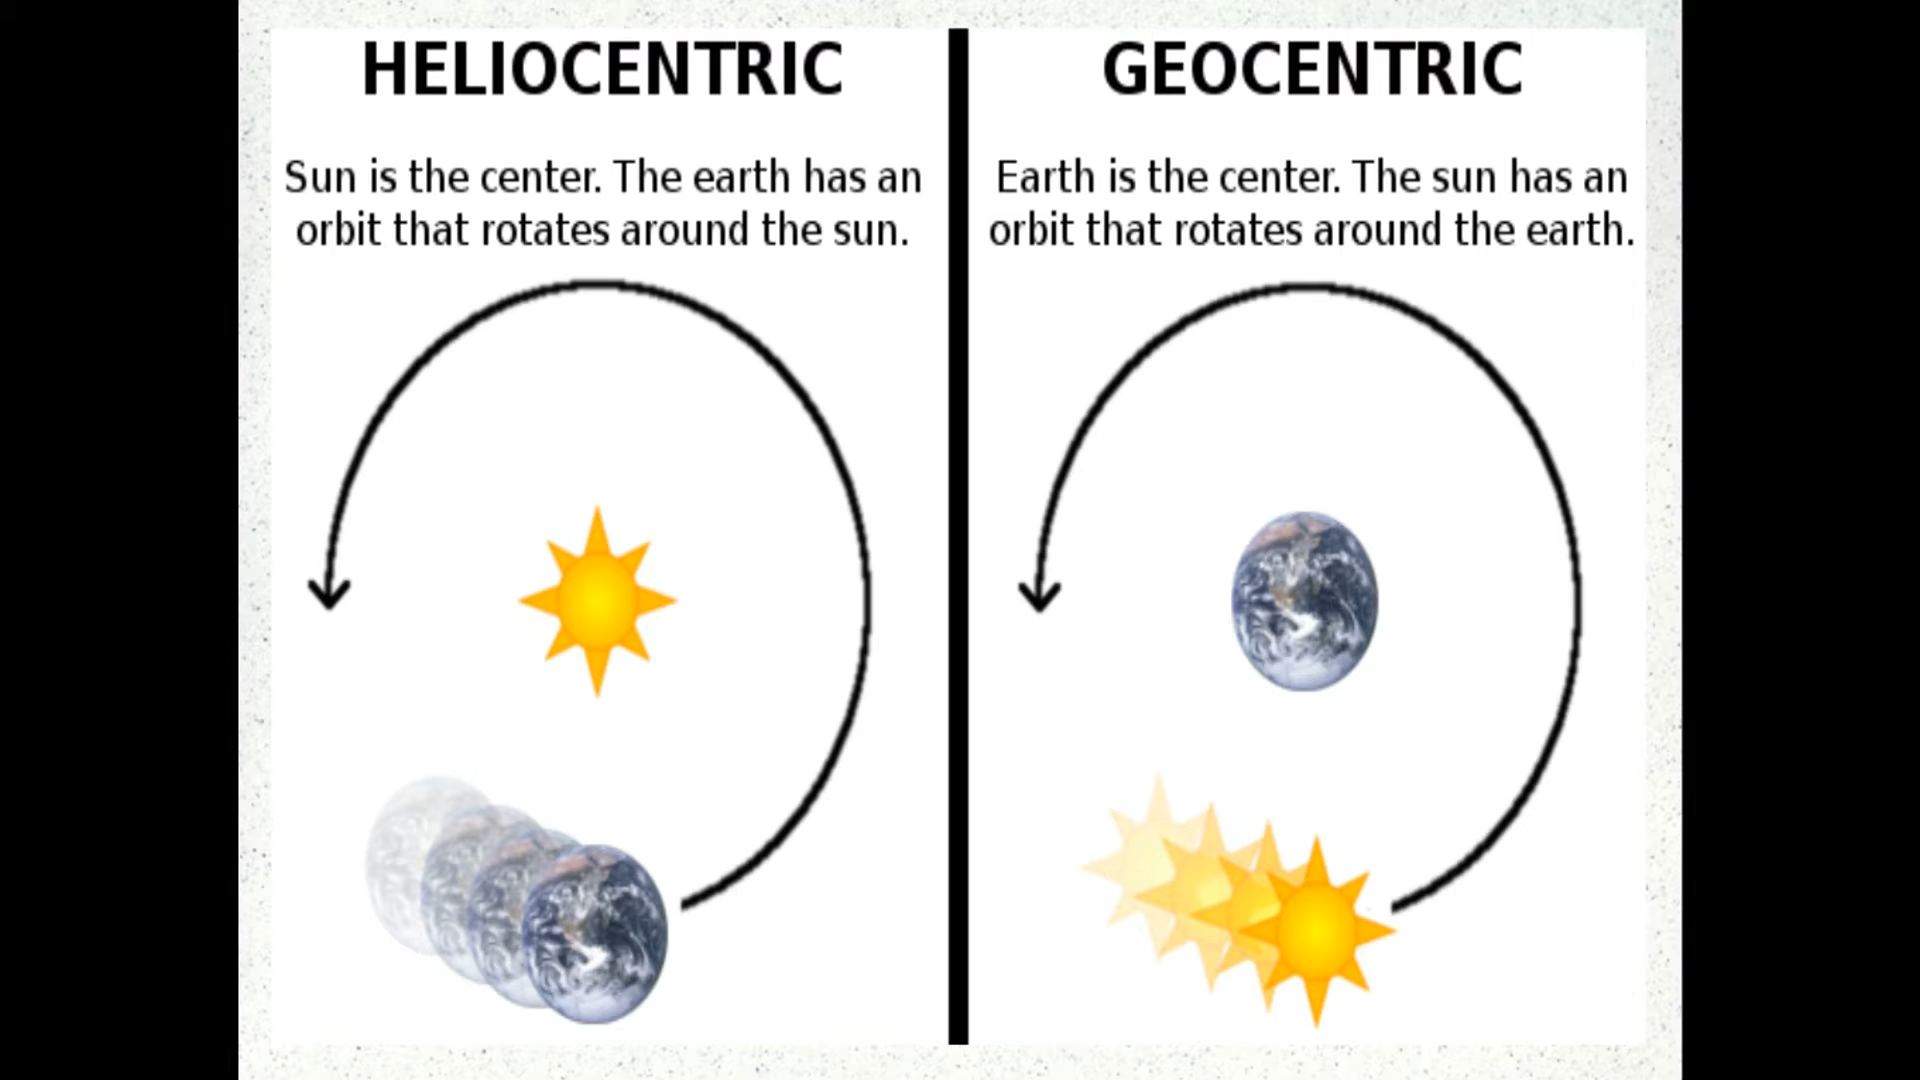 HELIOCENTRIC
Sun is the center. The earth has an
orbit that rotates around the sun.
GEOCENTRIC
Earth is the center. The sun has an
orbit that rotates around the earth.